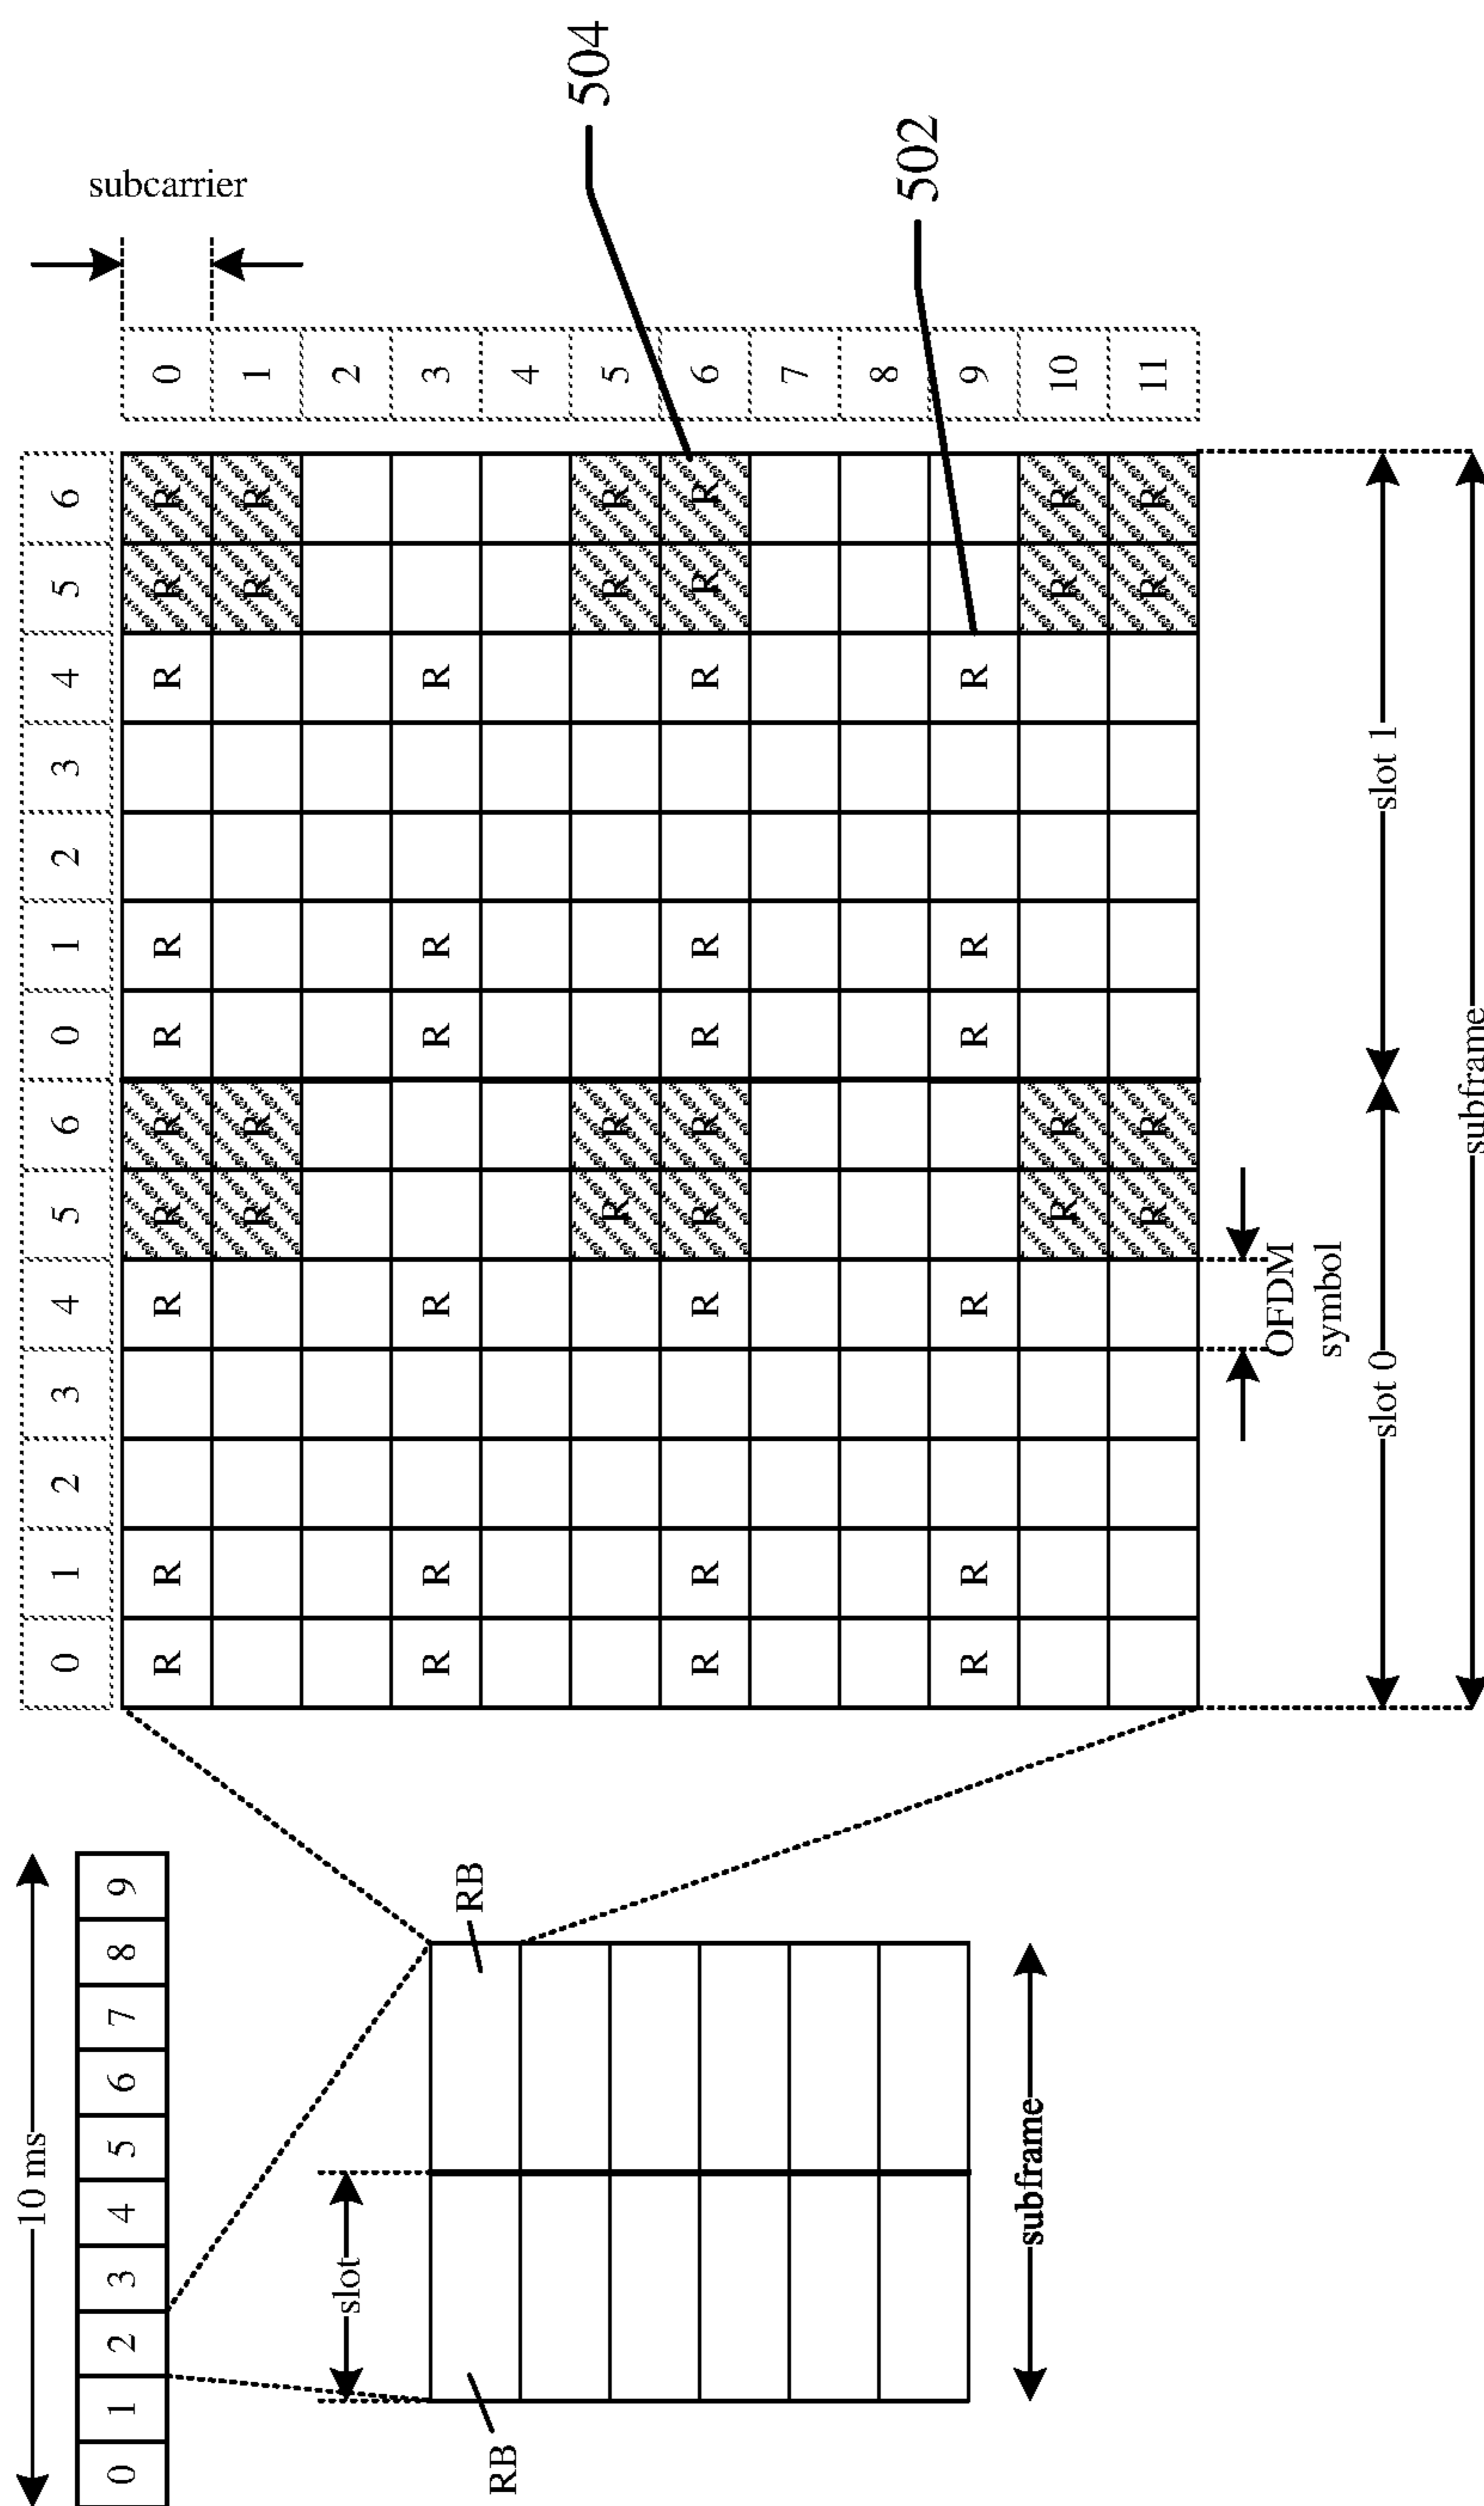 10 ms
0 1 2 3 4 5 6 7 8 9
slot
RB
RB
subframe
0 1 2 3 4 5 6 0 1 2 3 4 5 6
subcarrier
R R R R R R R R R R 0
R R R R 1
2
R R R R R R 3
4
R R R R 5
R R R R R R R R R R 6
7
8
R R R R R R 9
R R R R 10
R R R R 11
504
502
OFDM
symbol
slot 0
slot 1
subframe